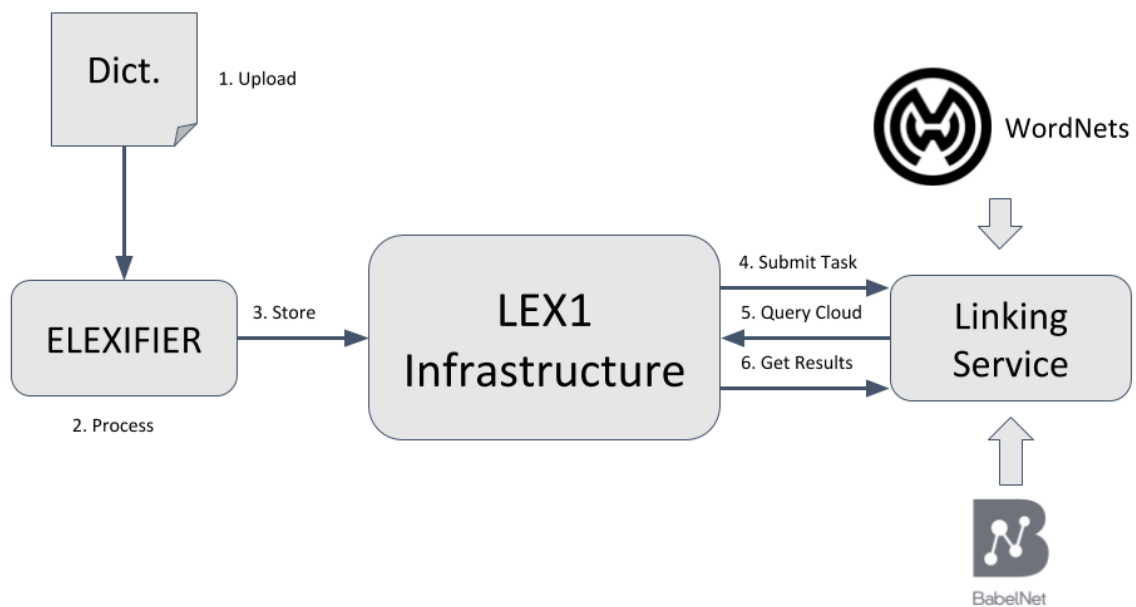 Dict.
1. Upload
WordNets
4. Submit Task
LEX1
Infrastructure
3. Store
5. Query Cloud
6. Get Results
Linking
Service
ELEXIFIER
2. Process
BabelNet